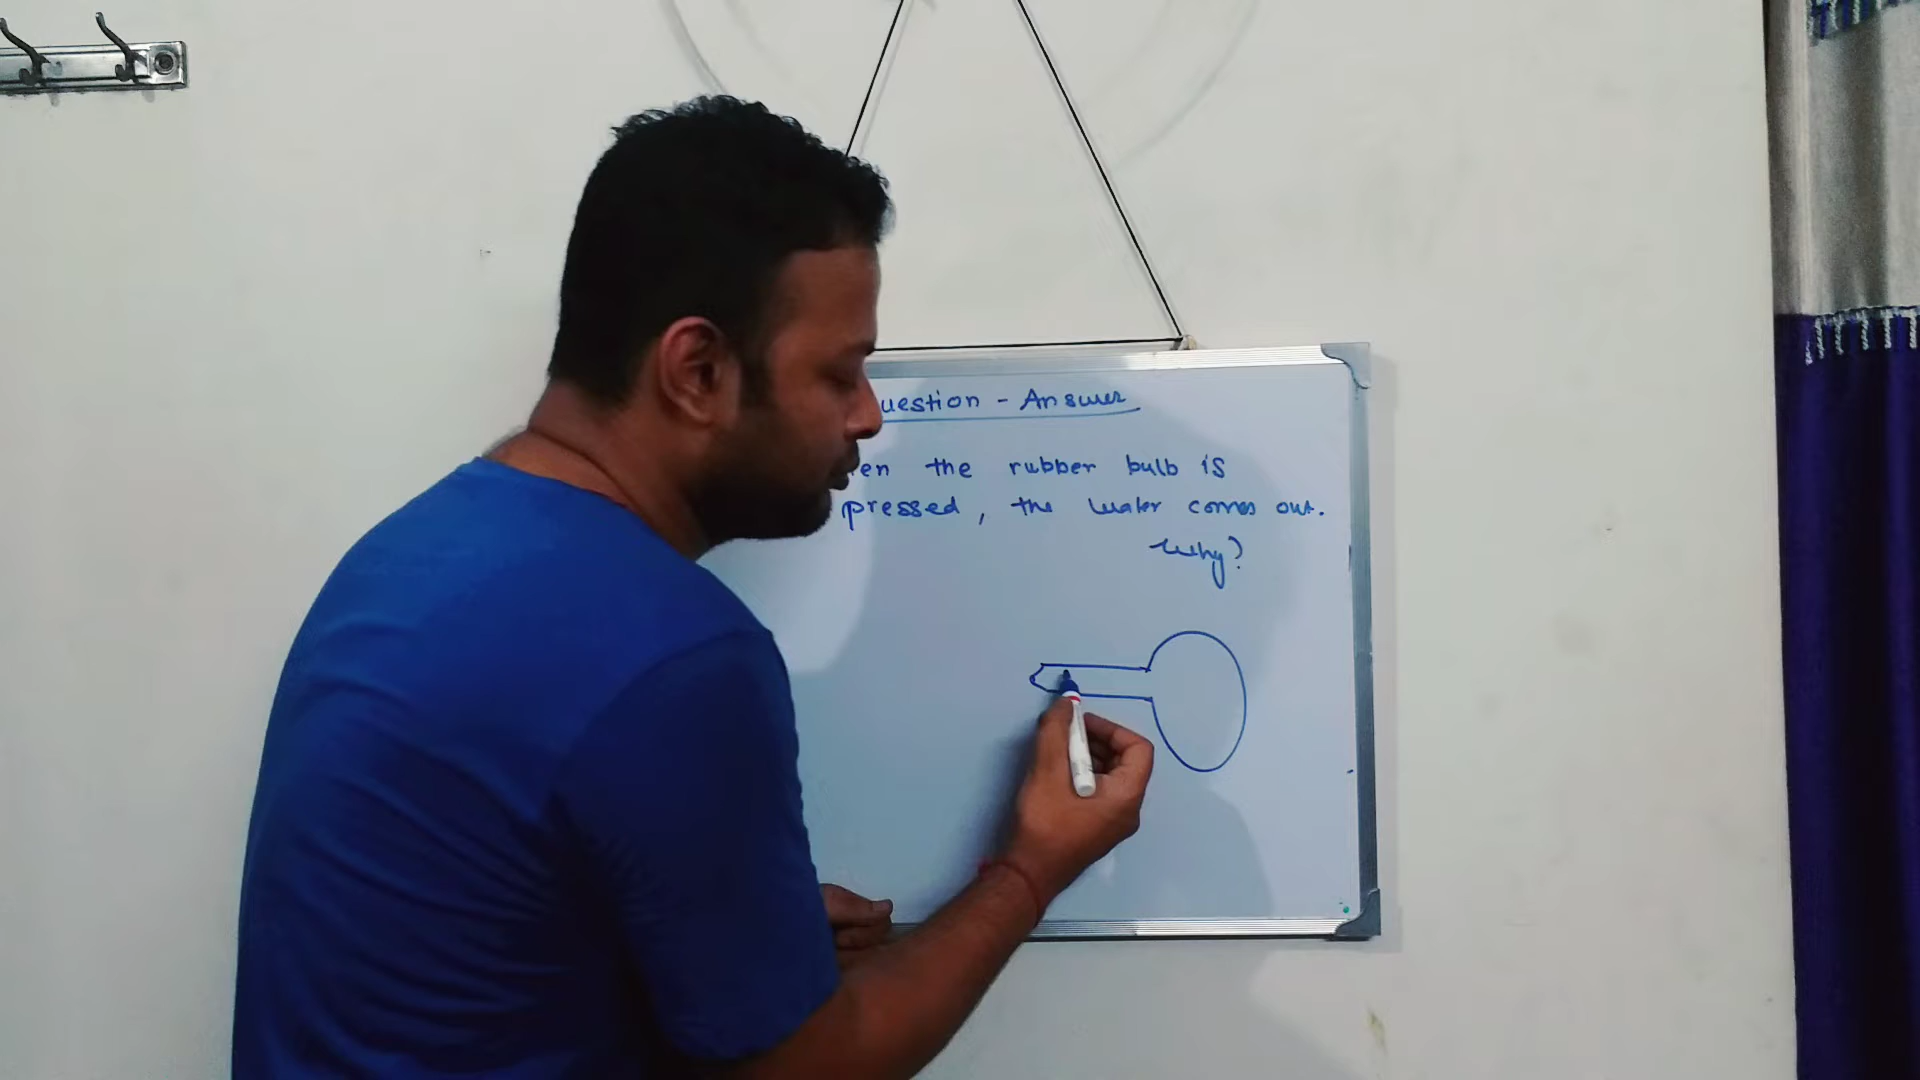 uestion - Answer
en the rubber bulb is
pressed, the water comes out.
Why?